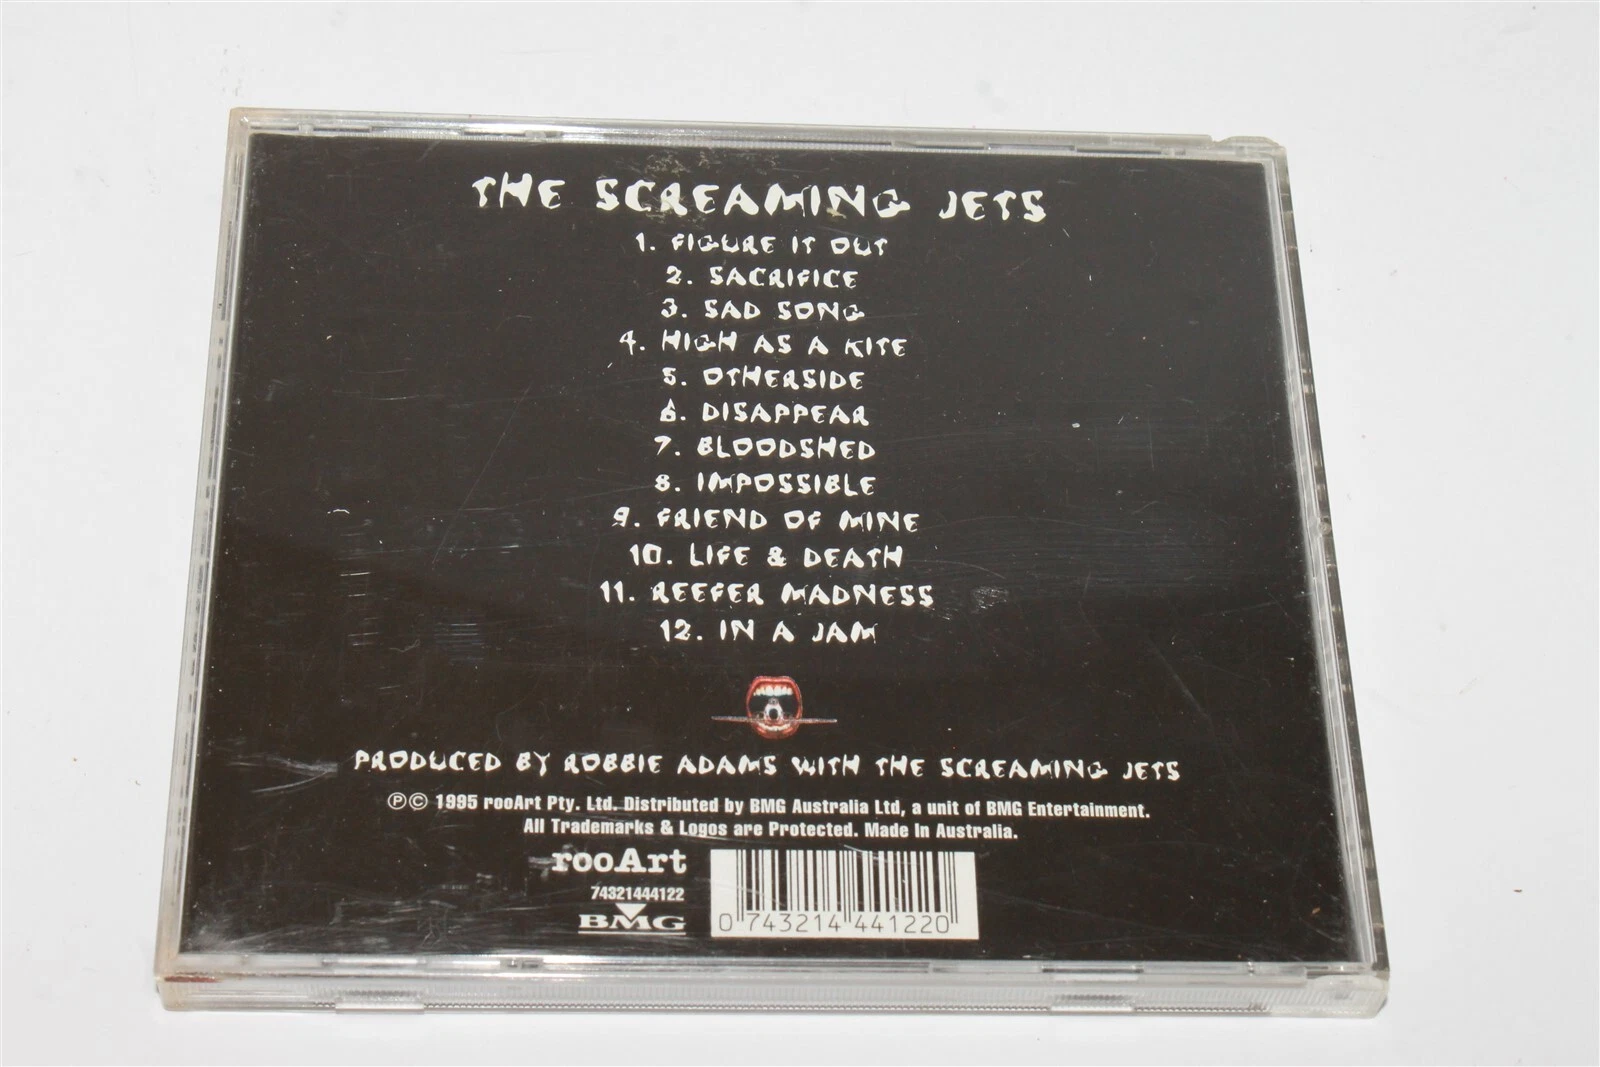 THE SCREAMING JETS
1. FIGURE IT OUT
2. SACRIFICE
3. SAD SONG
4. HIGH AS A KITE
5. OTHERSIDE
6. DISAPPEAR
7. BLOODSHED
8. IMPOSSIBLE
9. FRIEND OF MINE
10. LIFE & DEATH
11. REEFER MADNESS
12. IN A JAM
PRODUCED BY ROBBIE ADAMS WITH THE SCREAMING JETS
℗© 1995 rooArt Pty. Ltd. Distributed by BMG Australia Ltd, a unit of BMG Entertainment.
All Trademarks & Logos are Protected. Made In Australia.
rooArt
74321444122
BMG
0 743214 441220